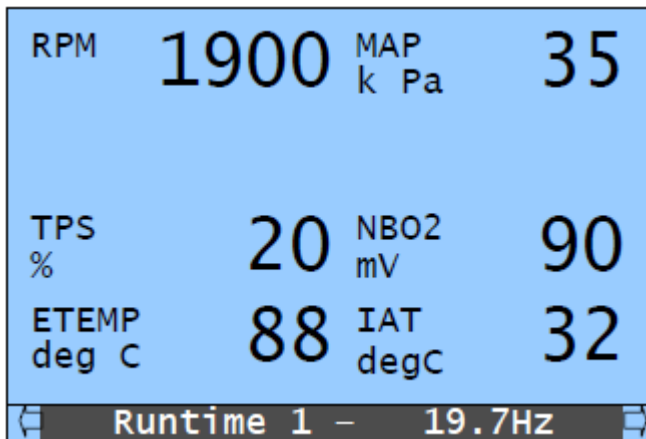 RPM 1900 MAP k Pa 35
TPS % 20 NBO2 mV 90
ETEMP deg C 88 IAT degC 32
Runtime 1 – 19.7Hz